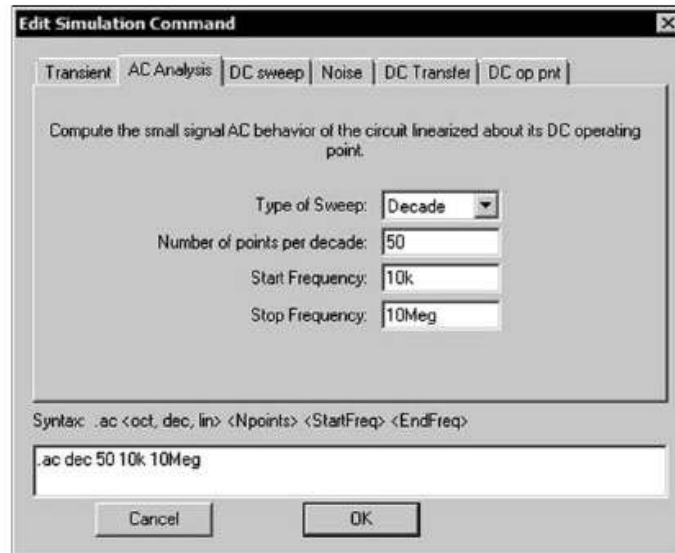 Edit Simulation Command
Transient AC Analysis DC sweep Noise DC Transfer DC op pnt
Compute the small signal AC behavior of the circuit linearized about its DC operating
point.
Type of Sweep: Decade
Number of points per decade: 50
Start Frequency: 10k
Stop Frequency: 10Meg
Syntax: .ac <oct, dec, lin> <Npoints> <StartFreq> <EndFreq>
.ac dec 50 10k 10Meg
Cancel OK